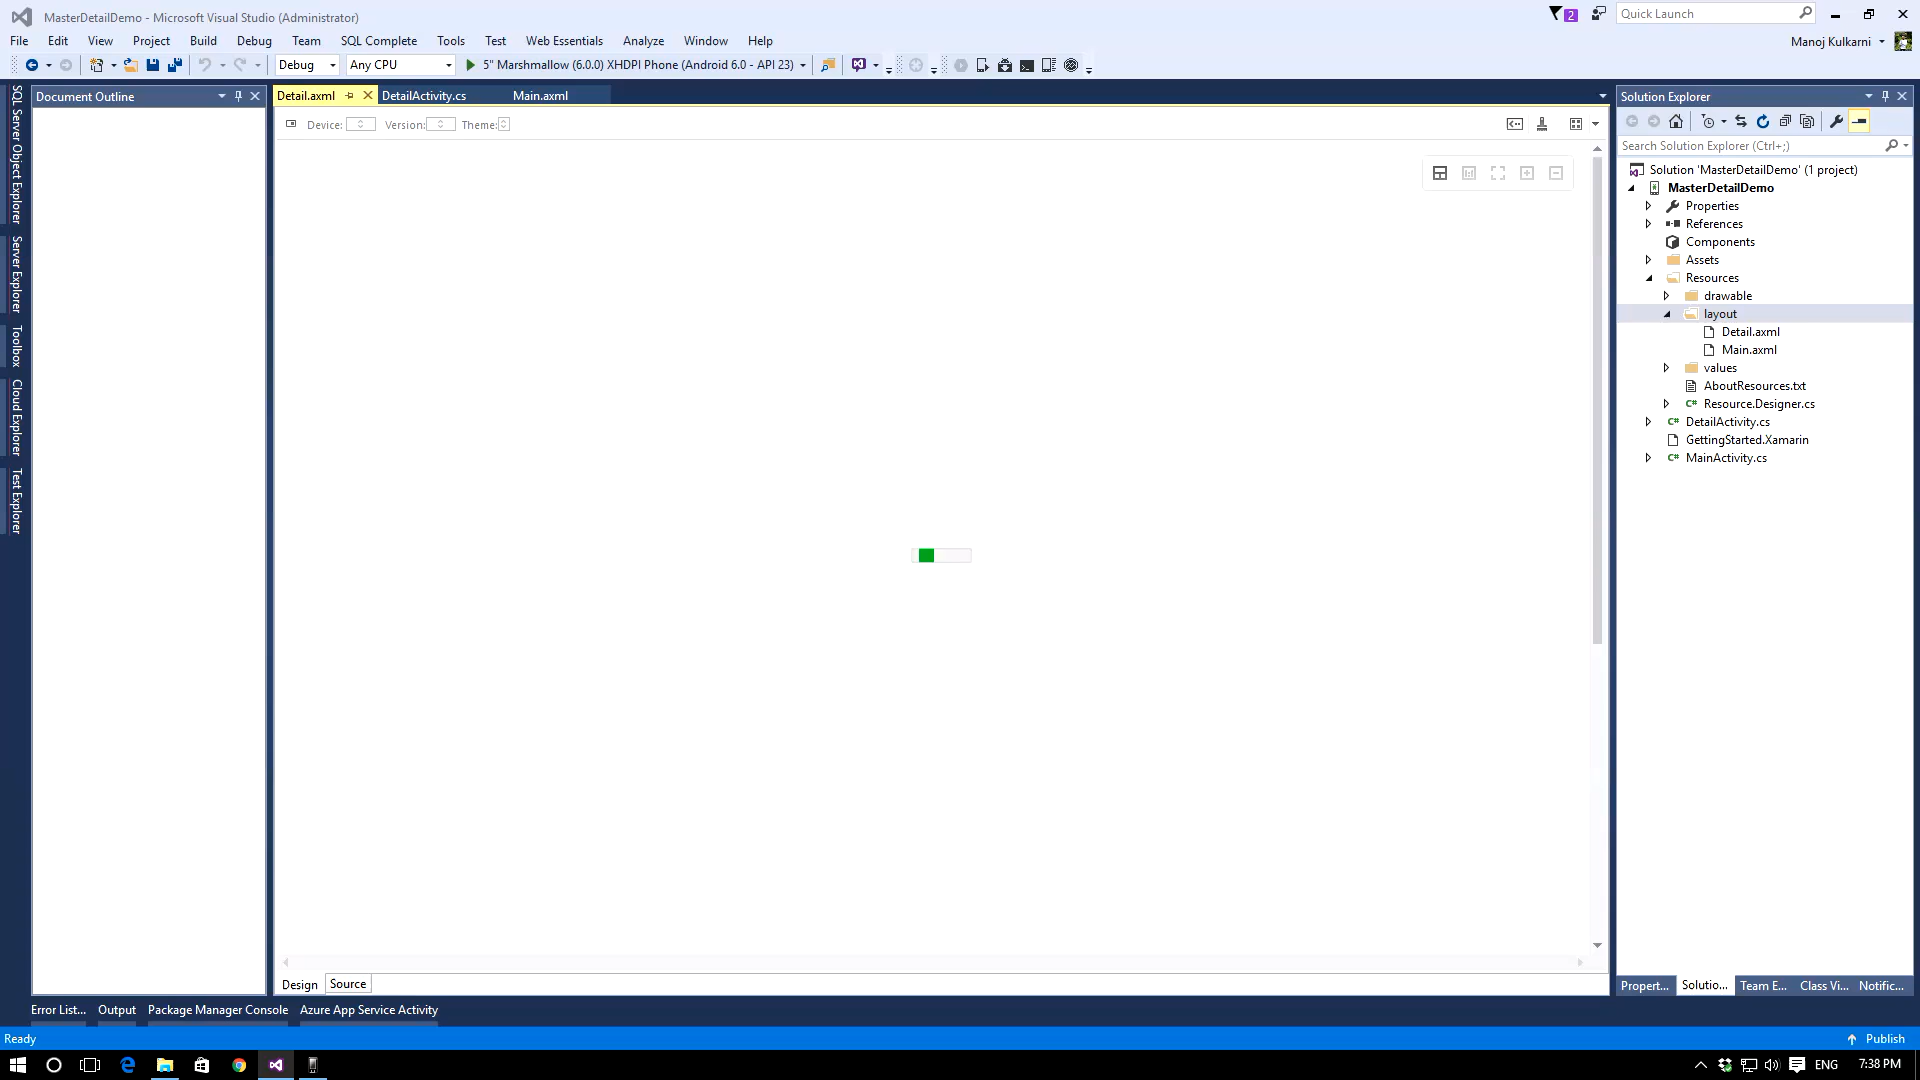 MasterDetailDemo - Microsoft Visual Studio (Administrator)
2
Quick Launch
File Edit View Project Build Debug Team SQL Complete Tools Test Web Essentials Analyze Window Help
Manoj Kulkarni
Debug Any CPU 5" Marshmallow (6.0.0) XHDPI Phone (Android 6.0 - API 23)
SQL Server Object Explorer
Server Explorer
Toolbox
Cloud Explorer
Test Explorer
Document Outline
Detail.axml DetailActivity.cs Main.axml
Device: Version: Theme:
Design Source
Solution Explorer
Search Solution Explorer (Ctrl+;)
Solution 'MasterDetailDemo' (1 project)
MasterDetailDemo
Properties
References
Components
Assets
Resources
drawable
layout
Detail.axml
Main.axml
values
AboutResources.txt
C# Resource.Designer.cs
C# DetailActivity.cs
GettingStarted.Xamarin
C# MainActivity.cs
Propert... Solutio... Team E... Class Vi... Notific...
Error List... Output Package Manager Console Azure App Service Activity
Ready
Publish
ENG 7:38 PM